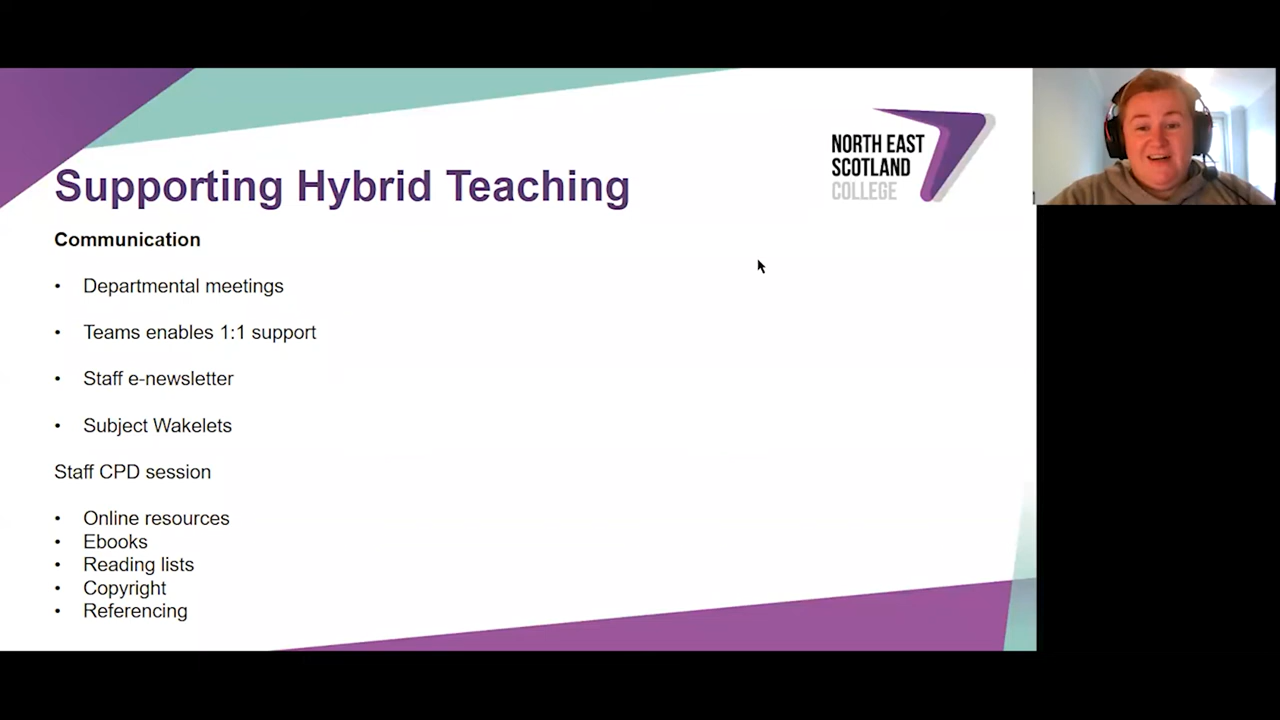 NORTH EAST
SCOTLAND
COLLEGE
Supporting Hybrid Teaching
Communication
• Departmental meetings
• Teams enables 1:1 support
• Staff e-newsletter
• Subject Wakelets
Staff CPD session
• Online resources
• Ebooks
• Reading lists
• Copyright
• Referencing